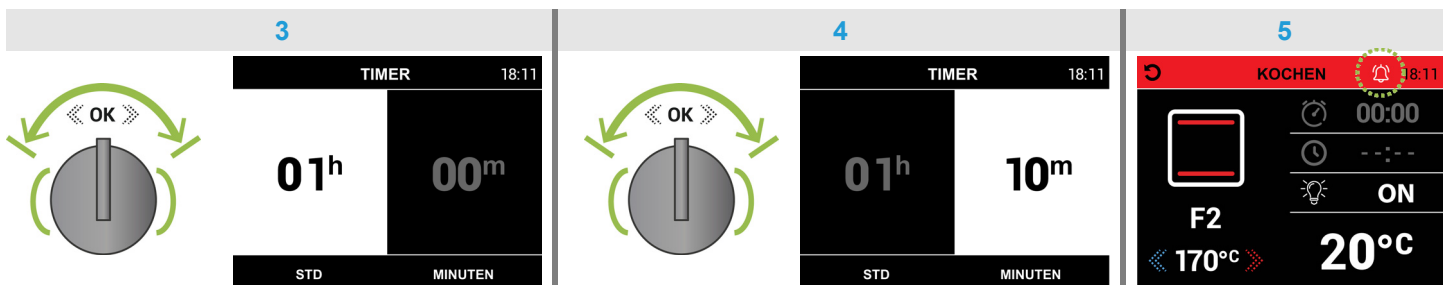 3
OK
TIMER 18:11
01h 00m
STD MINUTEN
4
OK
TIMER 18:11
01h 10m
STD MINUTEN
5
KOCHEN 18:11
00:00
--:--
ON
F2
170°C
20°C